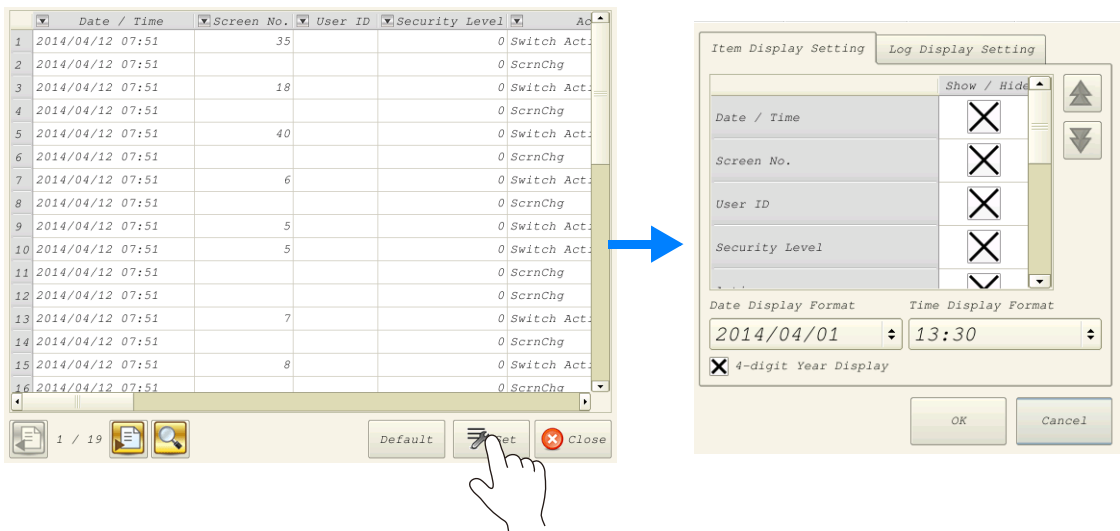 Date / Time Screen No. User ID Security Level Ac
1 2014/04/12 07:51 35 0 Switch Acti
2 2014/04/12 07:51 0 ScrnChg
3 2014/04/12 07:51 18 0 Switch Acti
4 2014/04/12 07:51 0 ScrnChg
5 2014/04/12 07:51 40 0 Switch Acti
6 2014/04/12 07:51 0 ScrnChg
7 2014/04/12 07:51 6 0 Switch Acti
8 2014/04/12 07:51 0 ScrnChg
9 2014/04/12 07:51 5 0 Switch Acti
10 2014/04/12 07:51 5 0 Switch Acti
11 2014/04/12 07:51 0 ScrnChg
12 2014/04/12 07:51 0 ScrnChg
13 2014/04/12 07:51 7 0 Switch Acti
14 2014/04/12 07:51 0 ScrnChg
15 2014/04/12 07:51 8 0 Switch Acti
16 2014/04/12 07:51 0 ScrnChg
1 / 19 Default Set Close
Item Display Setting Log Display Setting
Show / Hide
Date / Time
Screen No.
User ID
Security Level
Date Display Format Time Display Format
2014/04/01 13:30
4-digit Year Display
OK Cancel